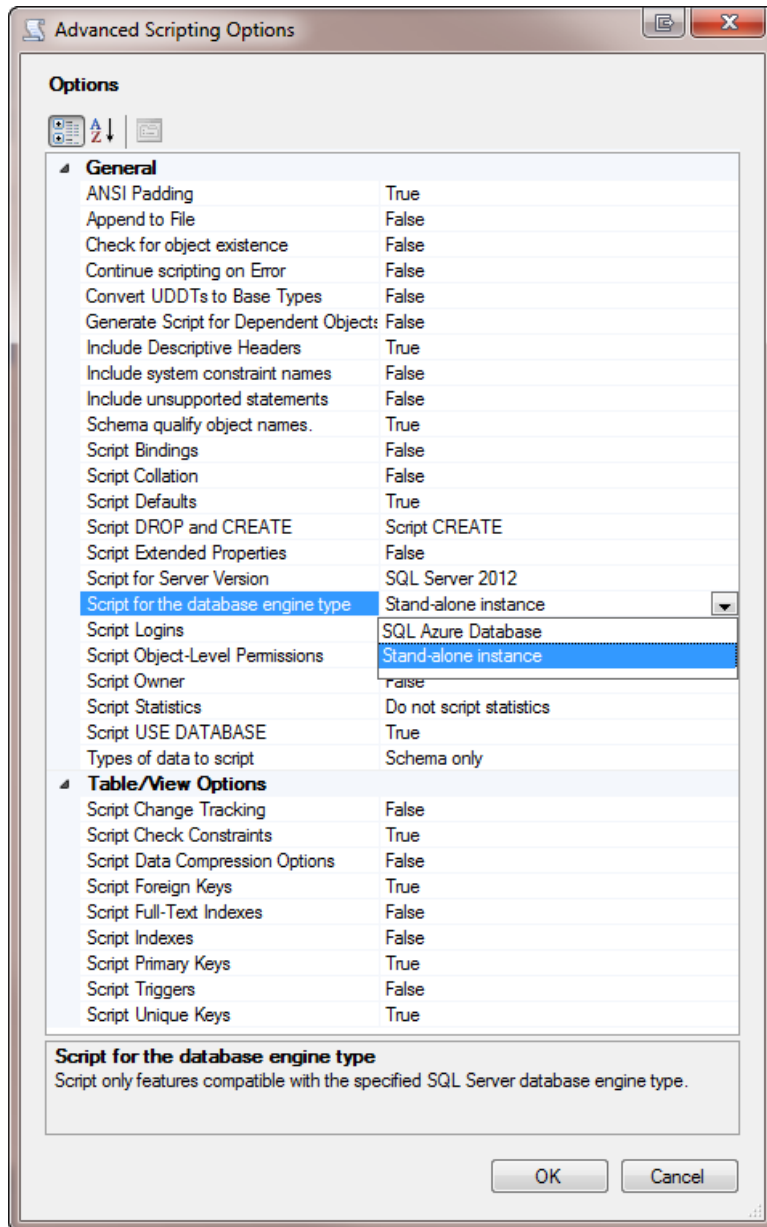 Advanced Scripting Options
Options
General
ANSI Padding True
Append to File False
Check for object existence False
Continue scripting on Error False
Convert UDDTs to Base Types False
Generate Script for Dependent Objects False
Include Descriptive Headers True
Include system constraint names False
Include unsupported statements False
Schema qualify object names. True
Script Bindings False
Script Collation False
Script Defaults True
Script DROP and CREATE Script CREATE
Script Extended Properties False
Script for Server Version SQL Server 2012
Script for the database engine type Stand-alone instance
Script Logins SQL Azure Database
Script Object-Level Permissions Stand-alone instance
Script Owner False
Script Statistics Do not script statistics
Script USE DATABASE True
Types of data to script Schema only
Table/View Options
Script Change Tracking False
Script Check Constraints True
Script Data Compression Options False
Script Foreign Keys True
Script Full-Text Indexes False
Script Indexes False
Script Primary Keys True
Script Triggers False
Script Unique Keys True
Script for the database engine type
Script only features compatible with the specified SQL Server database engine type.
OK Cancel